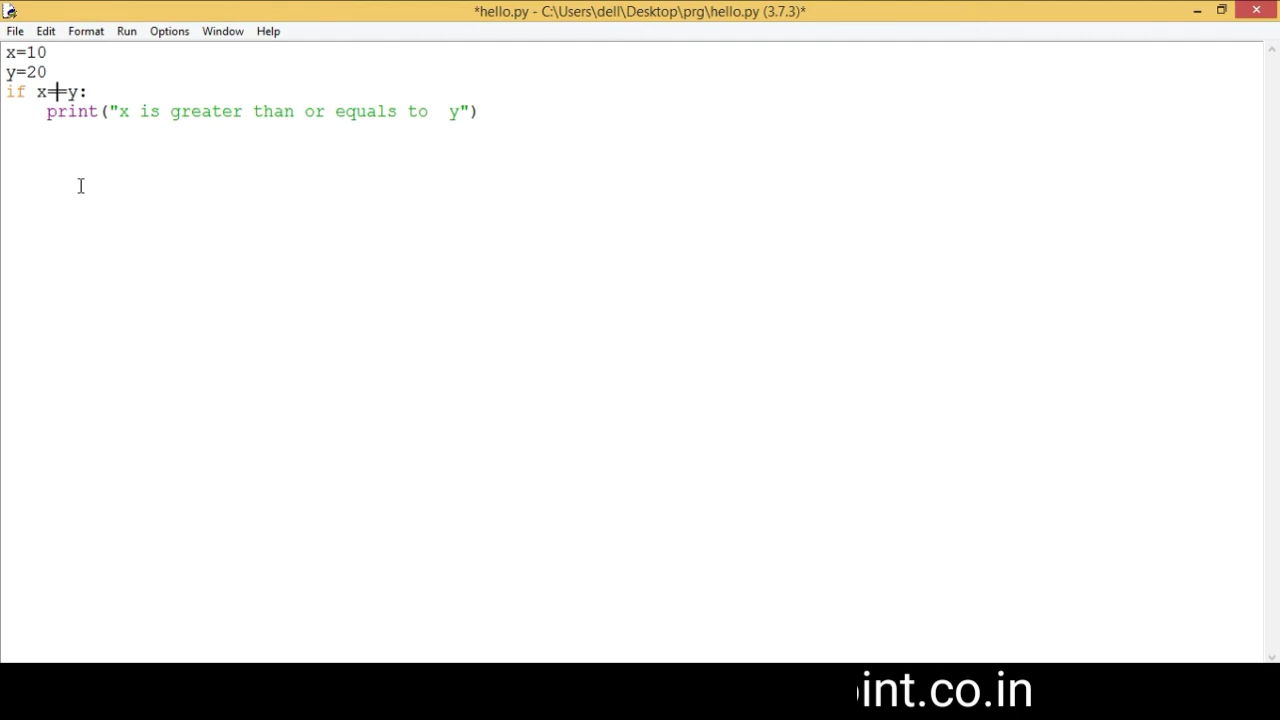 *hello.py - C:\Users\dell\Desktop\prg\hello.py (3.7.3)*
File Edit Format Run Options Window Help
x=10
y=20
if x==y:
    print("x is greater than or equals to  y")
int.co.in